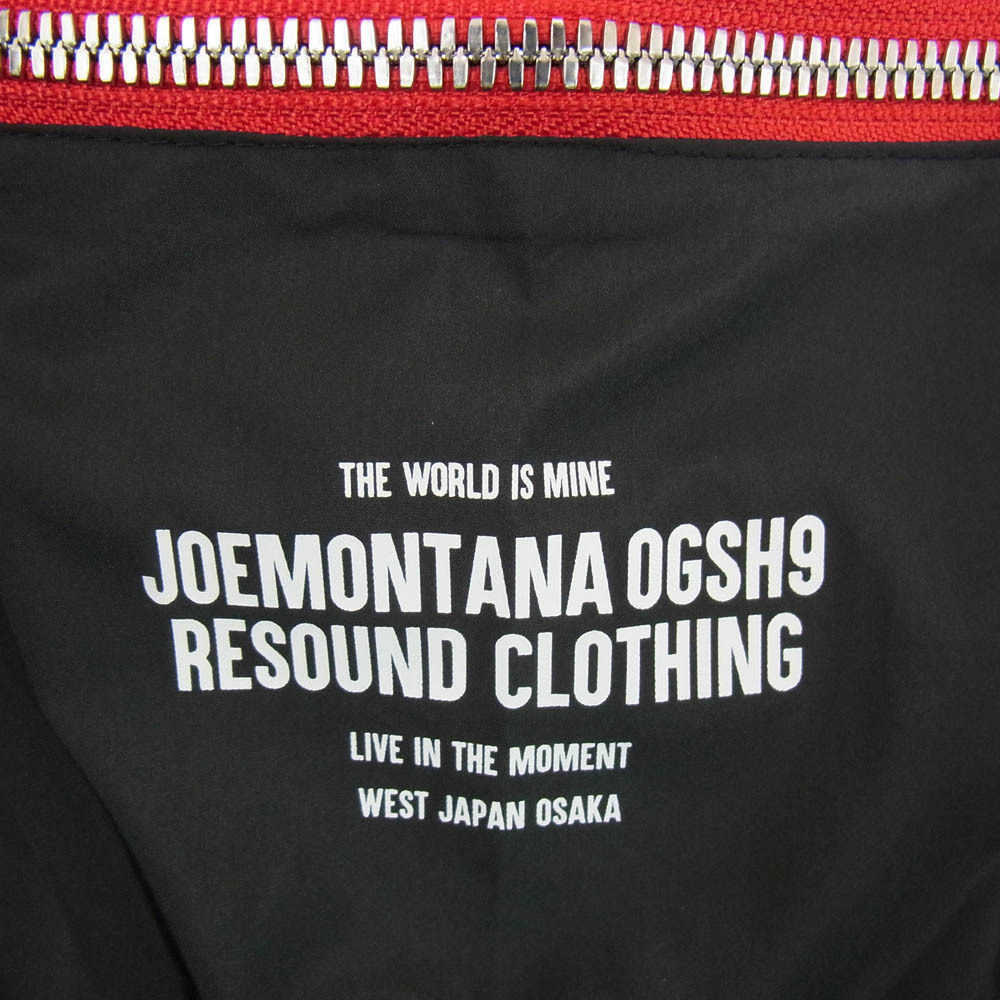 THE WORLD IS MINE
JOEMONTANA OGSH9
RESOUND CLOTHING
LIVE IN THE MOMENT
WEST JAPAN OSAKA